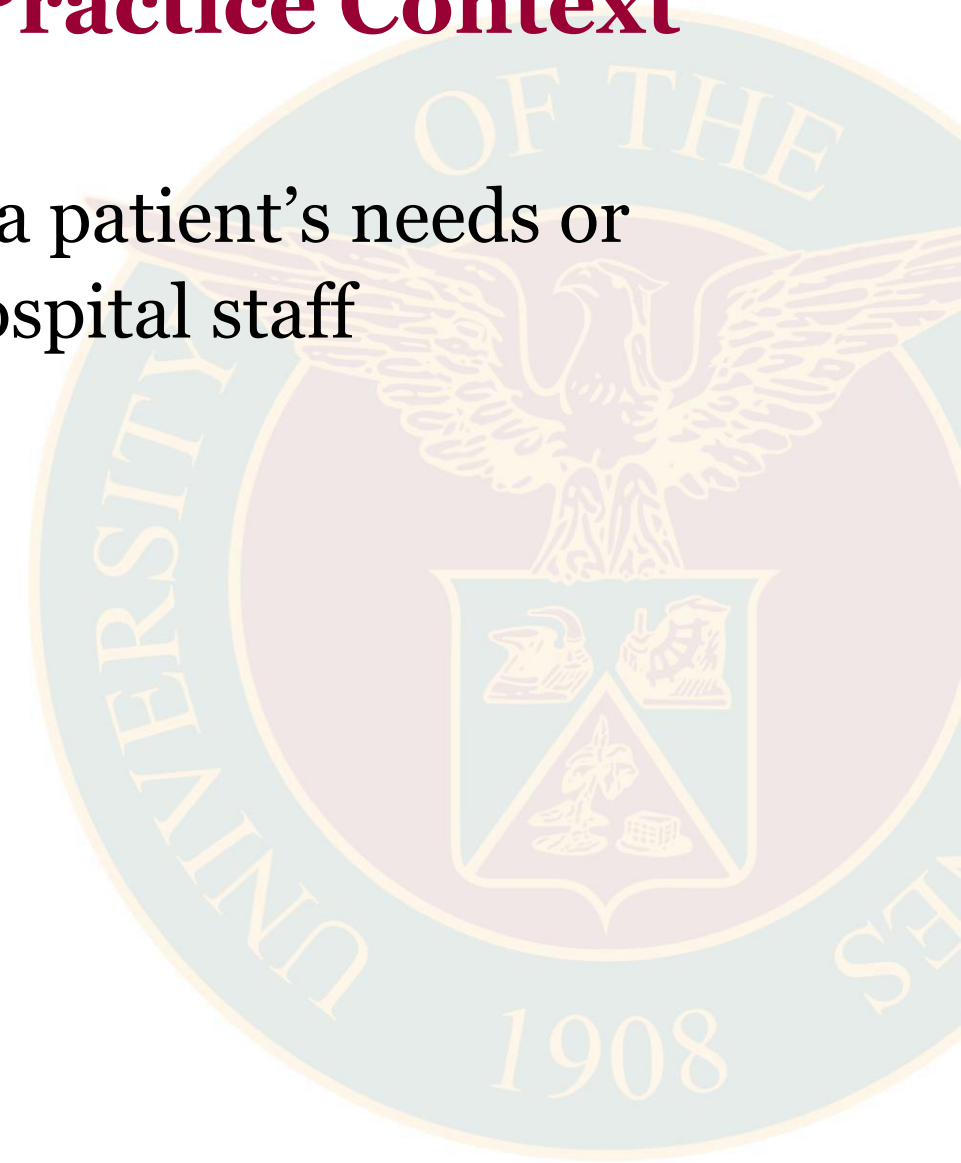 Practice Context
a patient’s needs or
ospital staff
OF THE
UNIVERSITY
1908